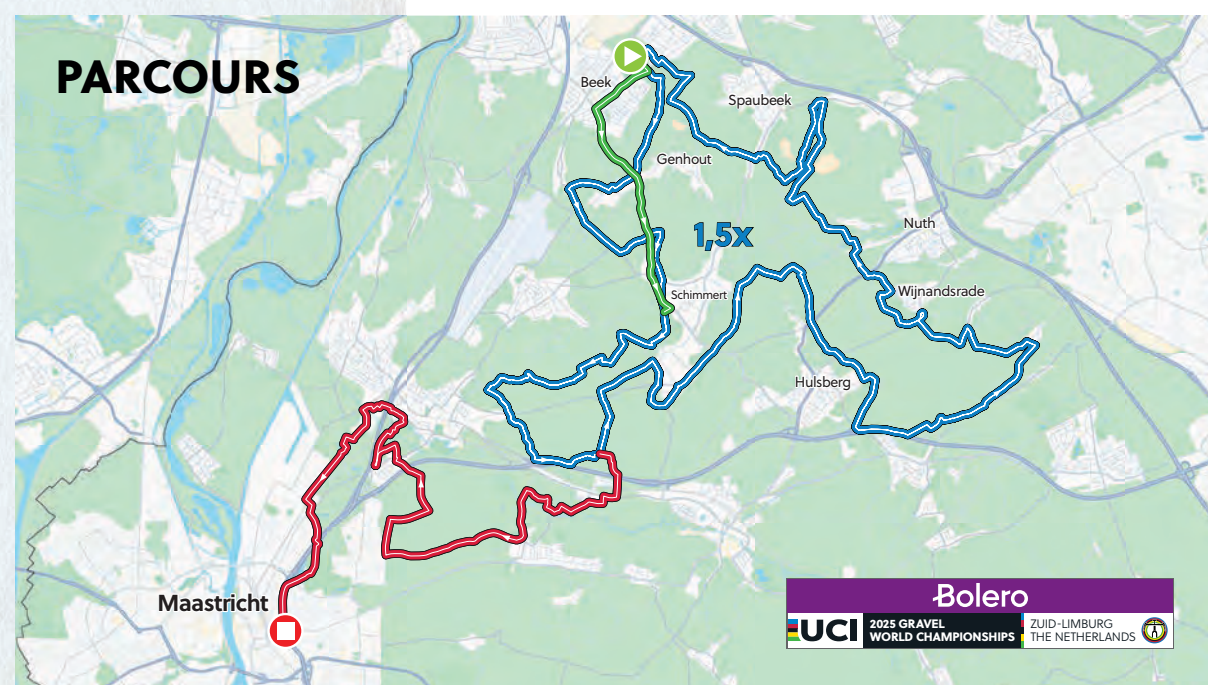 PARCOURS
Beek
Spaubeek
Genhout
Nuth
1,5x
Wijnandsrade
Schimmert
Hulsberg
Maastricht
Bolero
UCI
2025 GRAVEL
WORLD CHAMPIONSHIPS
ZUID-LIMBURG
THE NETHERLANDS